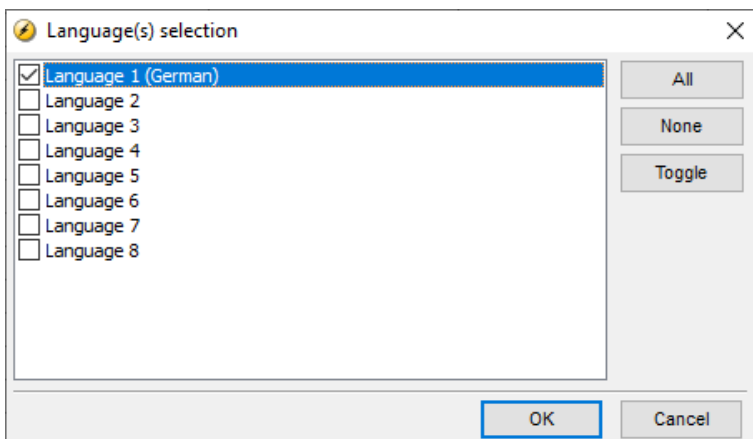 Language(s) selection
Language 1 (German)
Language 2
Language 3
Language 4
Language 5
Language 6
Language 7
Language 8
All
None
Toggle
OK
Cancel